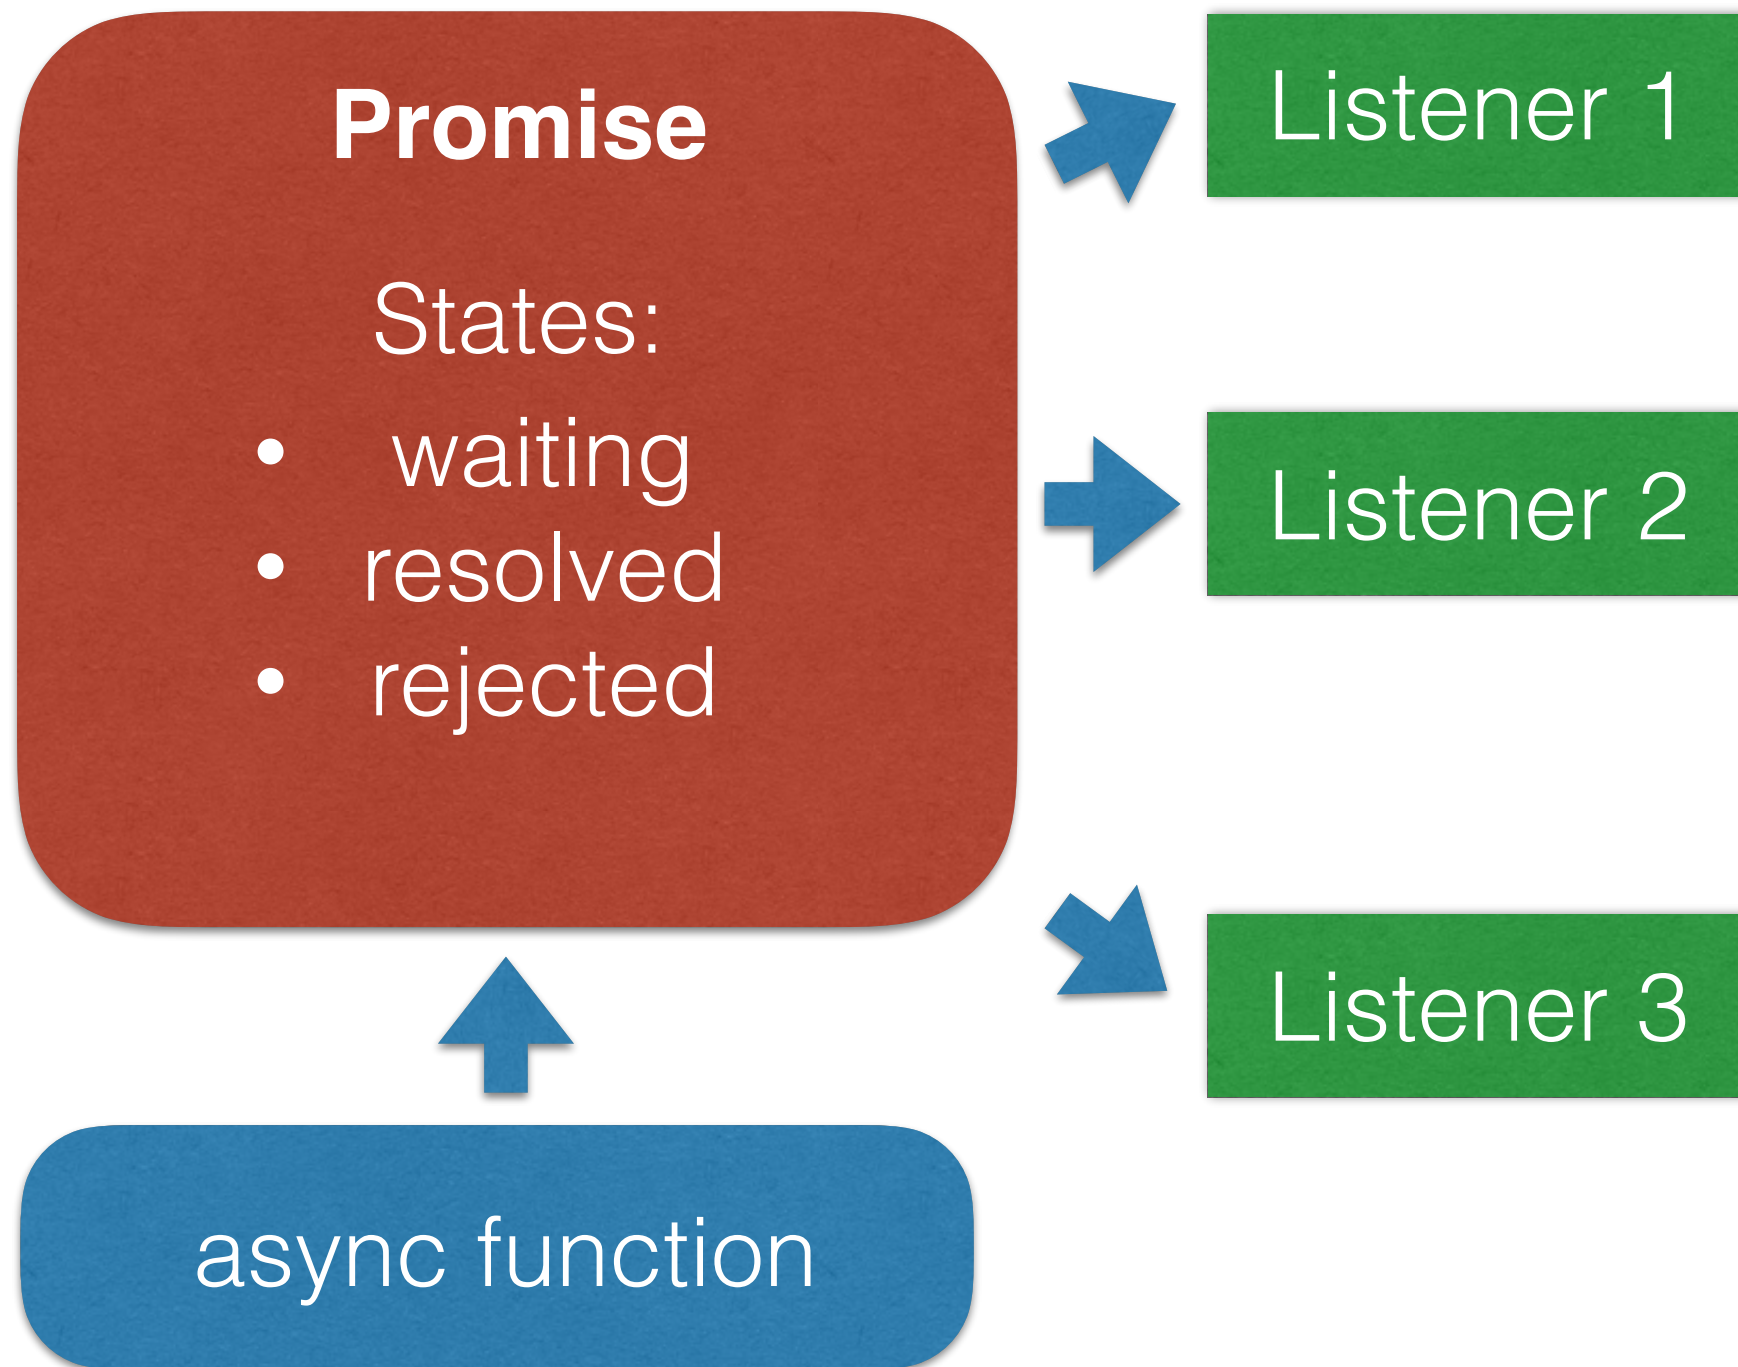 Promise
States:
• waiting
• resolved
• rejected
Listener 1
Listener 2
Listener 3
async function